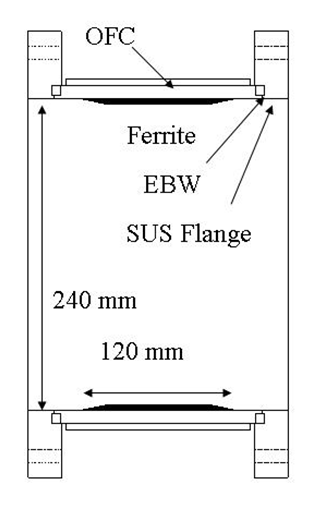 OFC
Ferrite
EBW
SUS Flange
240 mm
120 mm